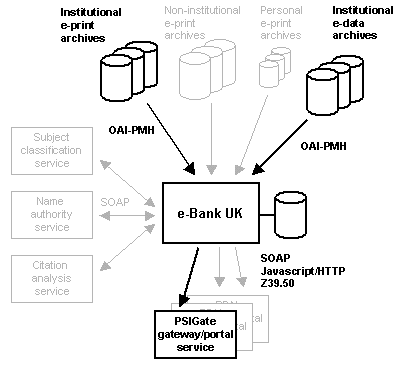 Institutional
e-print
archives
Non-institutional
e-print
archives
Personal
e-print
archives
Institutional
e-data
archives
OAI-PMH
OAI-PMH
Subject
classification
service
Name
authority
service
SOAP
Citation
analysis
service
e-Bank UK
SOAP
Javascript/HTTP
Z39.50
PSIGate
gateway/portal
service